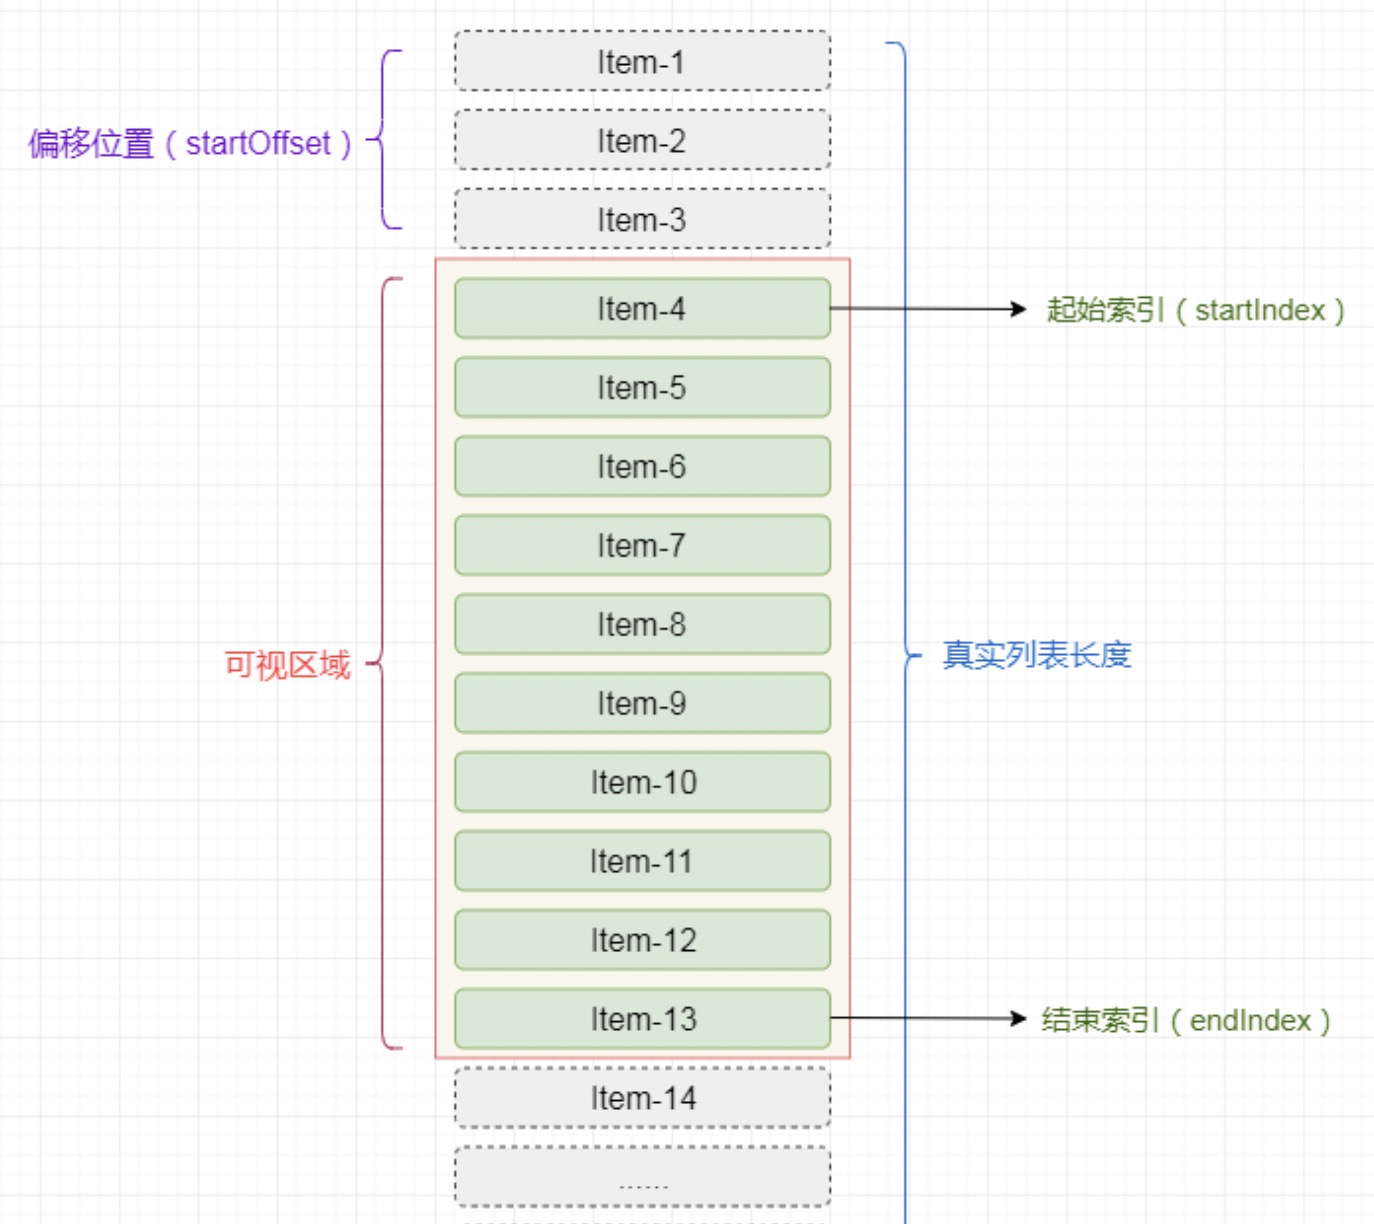 Item-1
偏移位置（startOffset）
Item-2
Item-3
Item-4
起始索引（startIndex）
Item-5
Item-6
Item-7
Item-8
可视区域
真实列表长度
Item-9
Item-10
Item-11
Item-12
Item-13
结束索引（endIndex）
Item-14
......